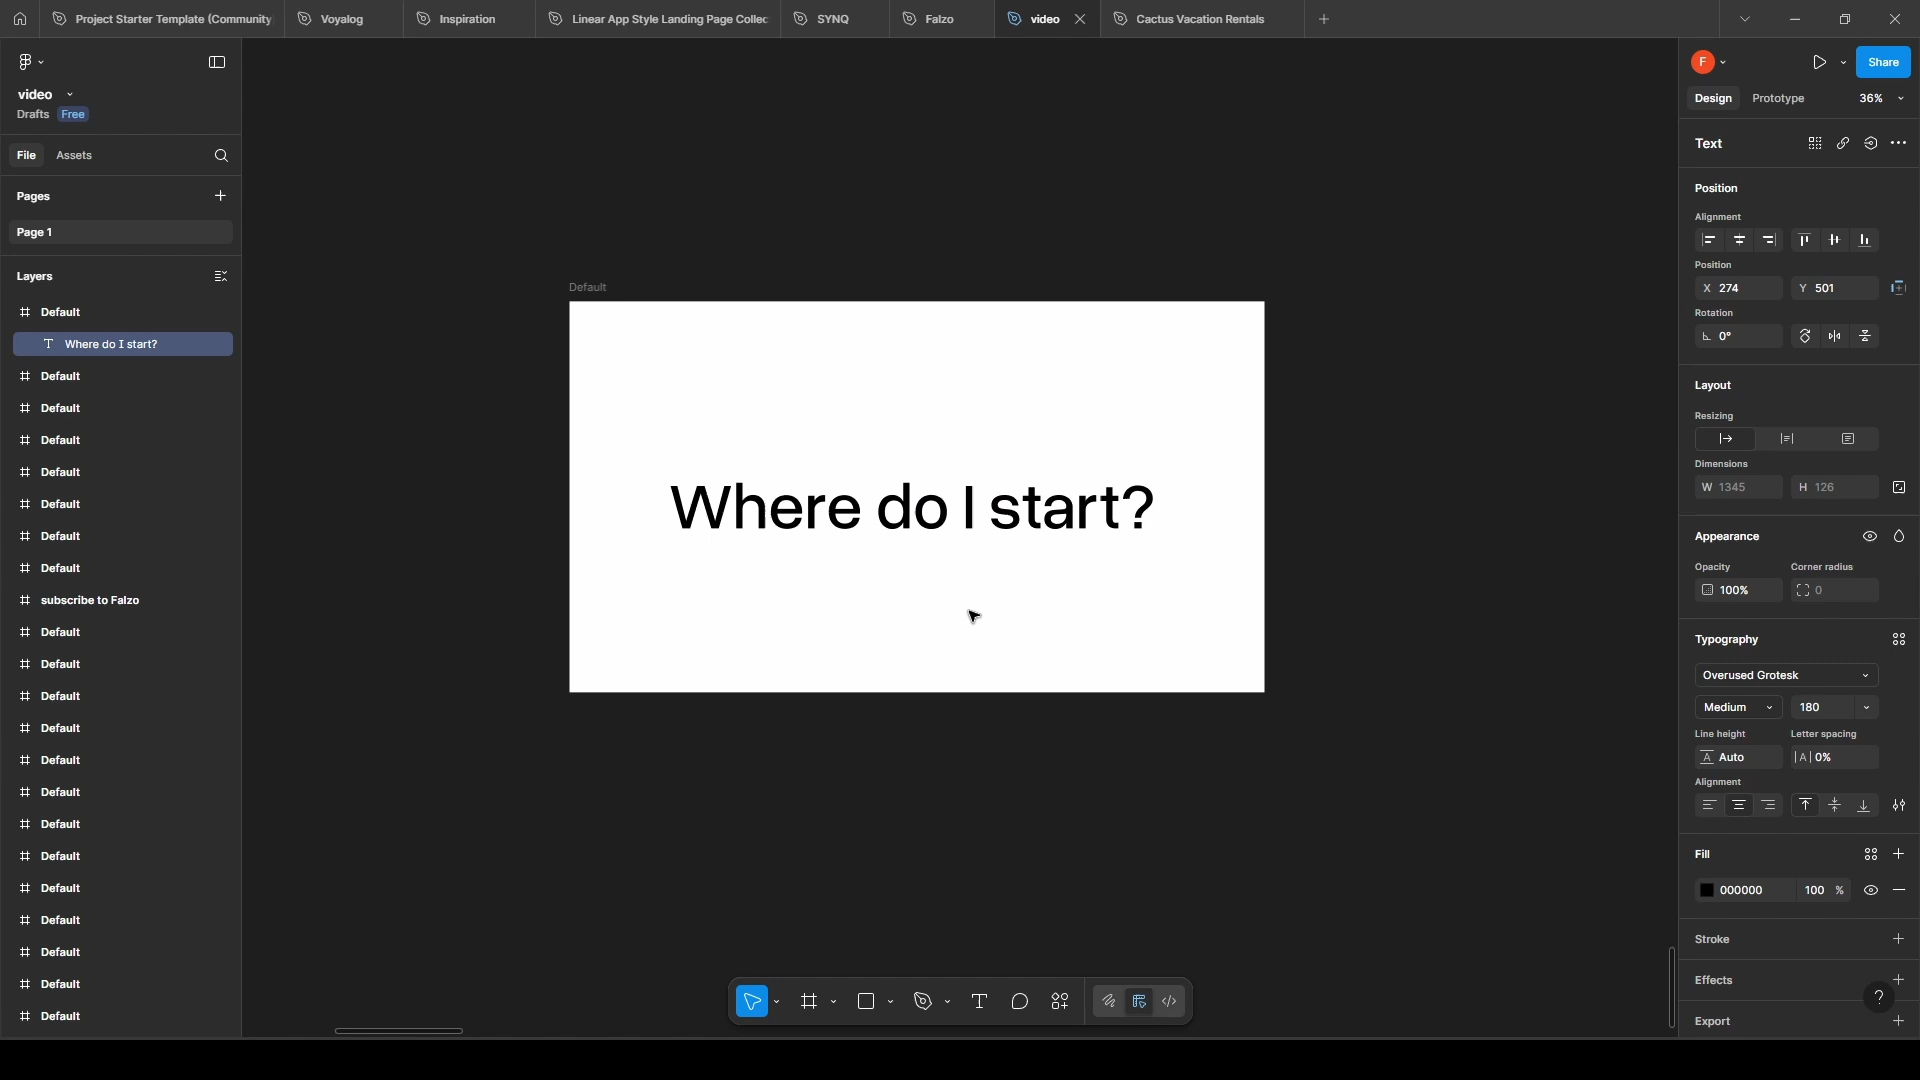 Project Starter Template (Community
Voyalog
Inspiration
Linear App Style Landing Page Collec
SYNQ
Falzo
video
Cactus Vacation Rentals
video
Drafts Free
File Assets
Pages
Page 1
Layers
Default
Where do I start?
Default
Default
Default
Default
Default
Default
Default
subscribe to Falzo
Default
Default
Default
Default
Default
Default
Default
Default
Default
Default
Default
Default
Default
Default
Where do I start?
F
Share
Design Prototype 36%
Text
Position
Alignment
Position
X 274 Y 501
Rotation
0°
Layout
Resizing
Dimensions
W 1345 H 126
Appearance
Opacity Corner radius
100% 0
Typography
Overused Grotesk
Medium 180
Line height Letter spacing
Auto 0%
Alignment
Fill
000000 100 %
Stroke
Effects
?
Export